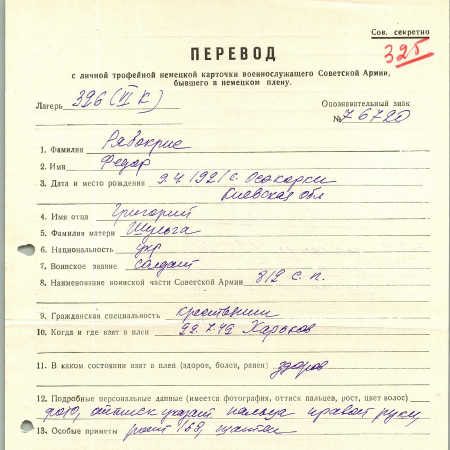 Сов. секретно
325
ПЕРЕВОД
с личной трофейной немецкой карточки военнослужащего Советской Армии,
бывшего в немецком плену.
Лагерь 326 (VI K)
Опознавательный знак
№ 76720
1. Фамилия Рябокрис
2. Имя Федор
3. Дата и место рождения 9.4.1921 с. Осокорки
Киевская обл
4. Имя отца Григорий
5. Фамилия матери Шульга
6. Национальность укр
7. Воинское звание солдат
8. Наименование воинской части Советской Армии 812 с. п.
9. Гражданская специальность крестьянин
10. Когда и где взят в плен 22.7.42 Харьков
11. В каком состоянии взят в плен (здоров, болен, ранен) здоров
12. Подробные персональные данные (имеется фотография, оттиск пальцев, рост, цвет волос)
фото, оттиск указат пальца правой руки,
13. Особые приметы рост 168,